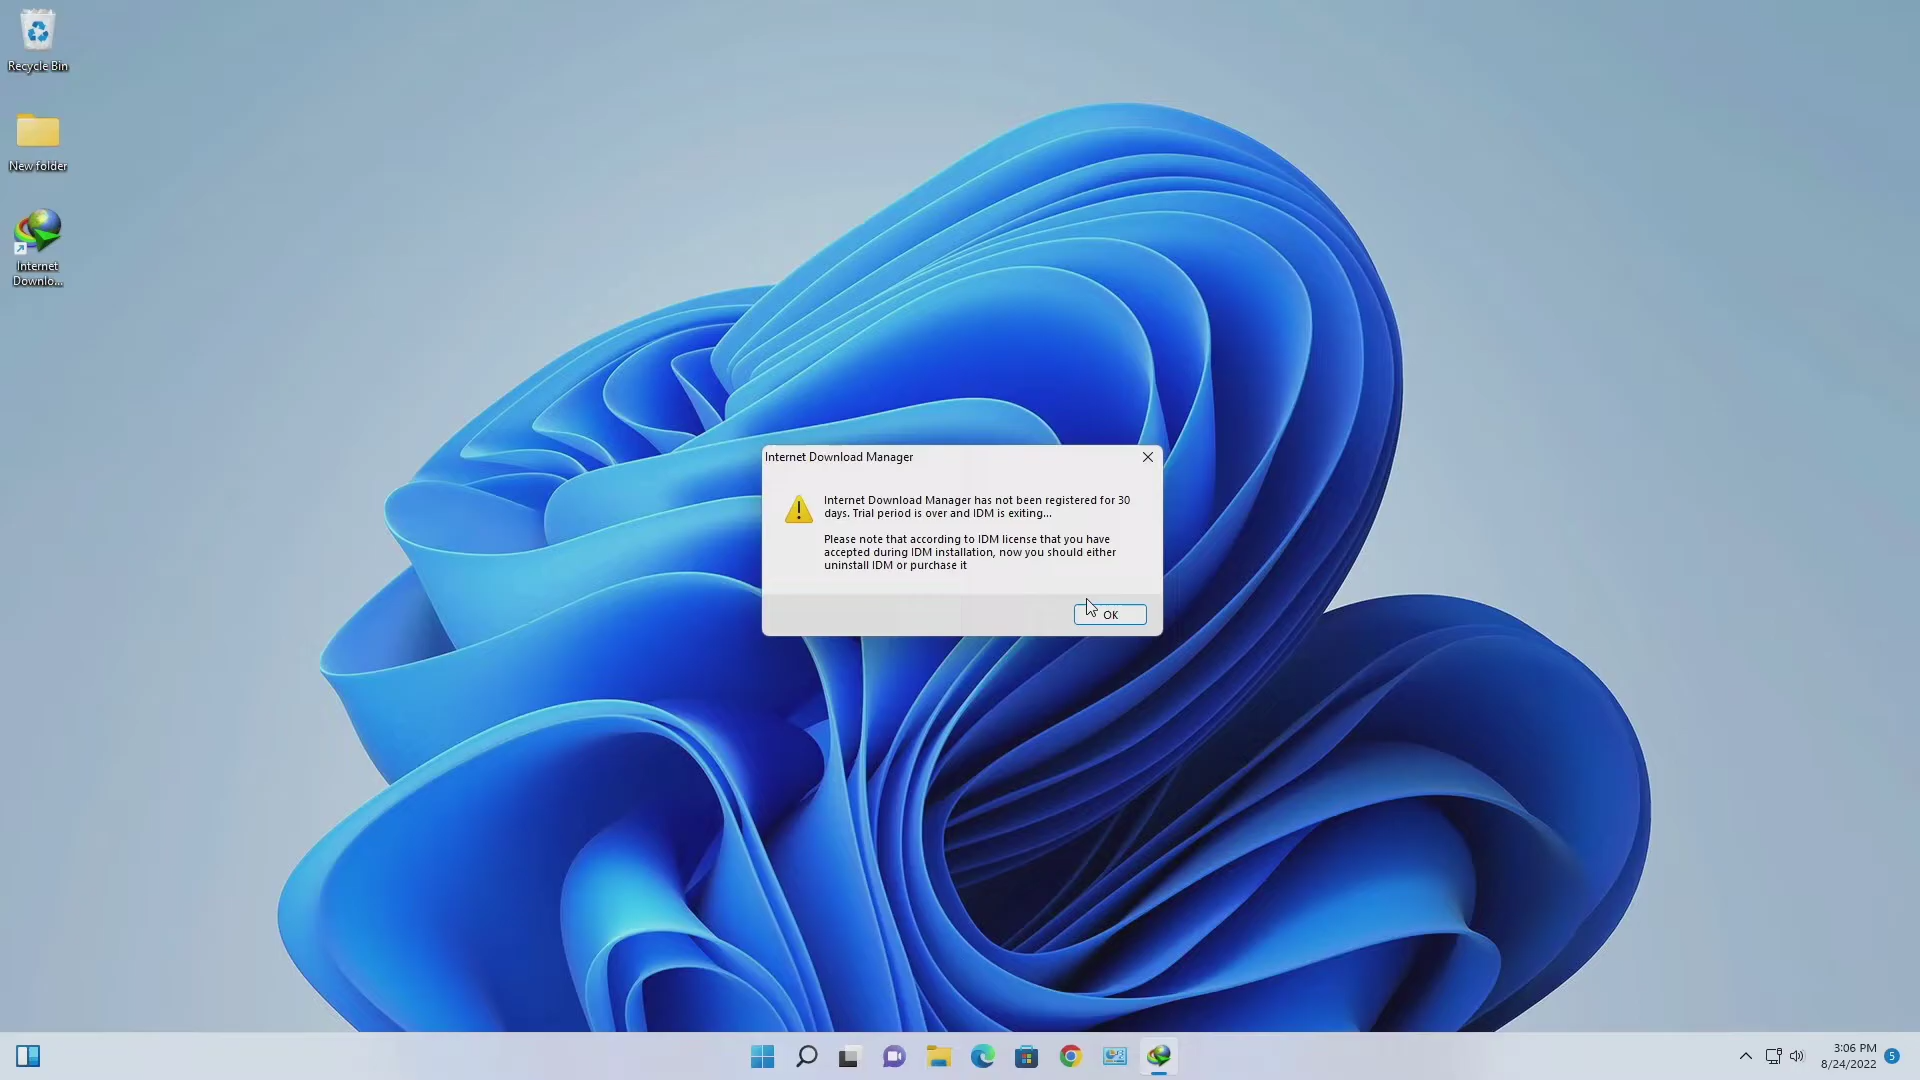 Recycle Bin
New folder
Internet
Downlo...
Internet Download Manager
Internet Download Manager has not been registered for 30
days. Trial period is over and IDM is exiting...
Please note that according to IDM license that you have
accepted during IDM installation, now you should either
uninstall IDM or purchase it
OK
3:06 PM
8/24/2022
5